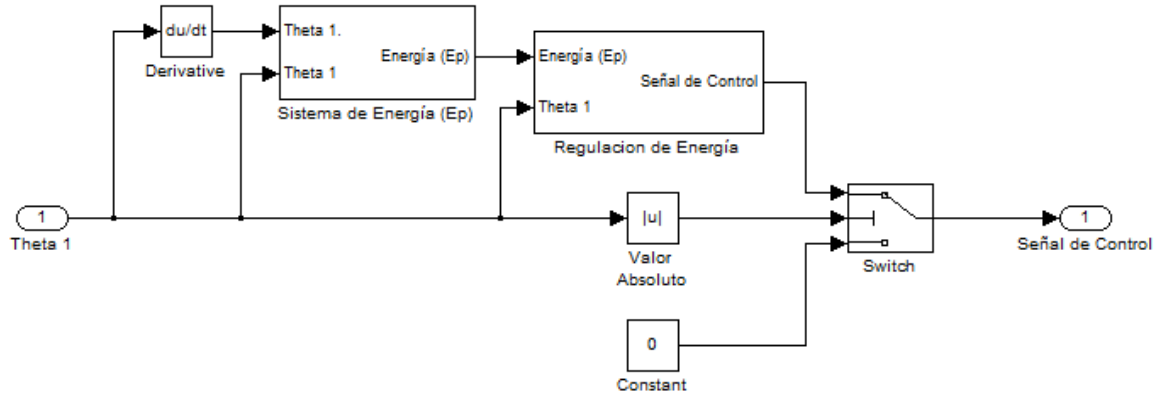 du/dt
Derivative
Theta 1.
Theta 1
Energía (Ep)
Sistema de Energía (Ep)
Energía (Ep)
Theta 1
Señal de Control
Regulacion de Energía
1
Theta 1
|u|
Valor
Absoluto
0
Constant
Switch
1
Señal de Control